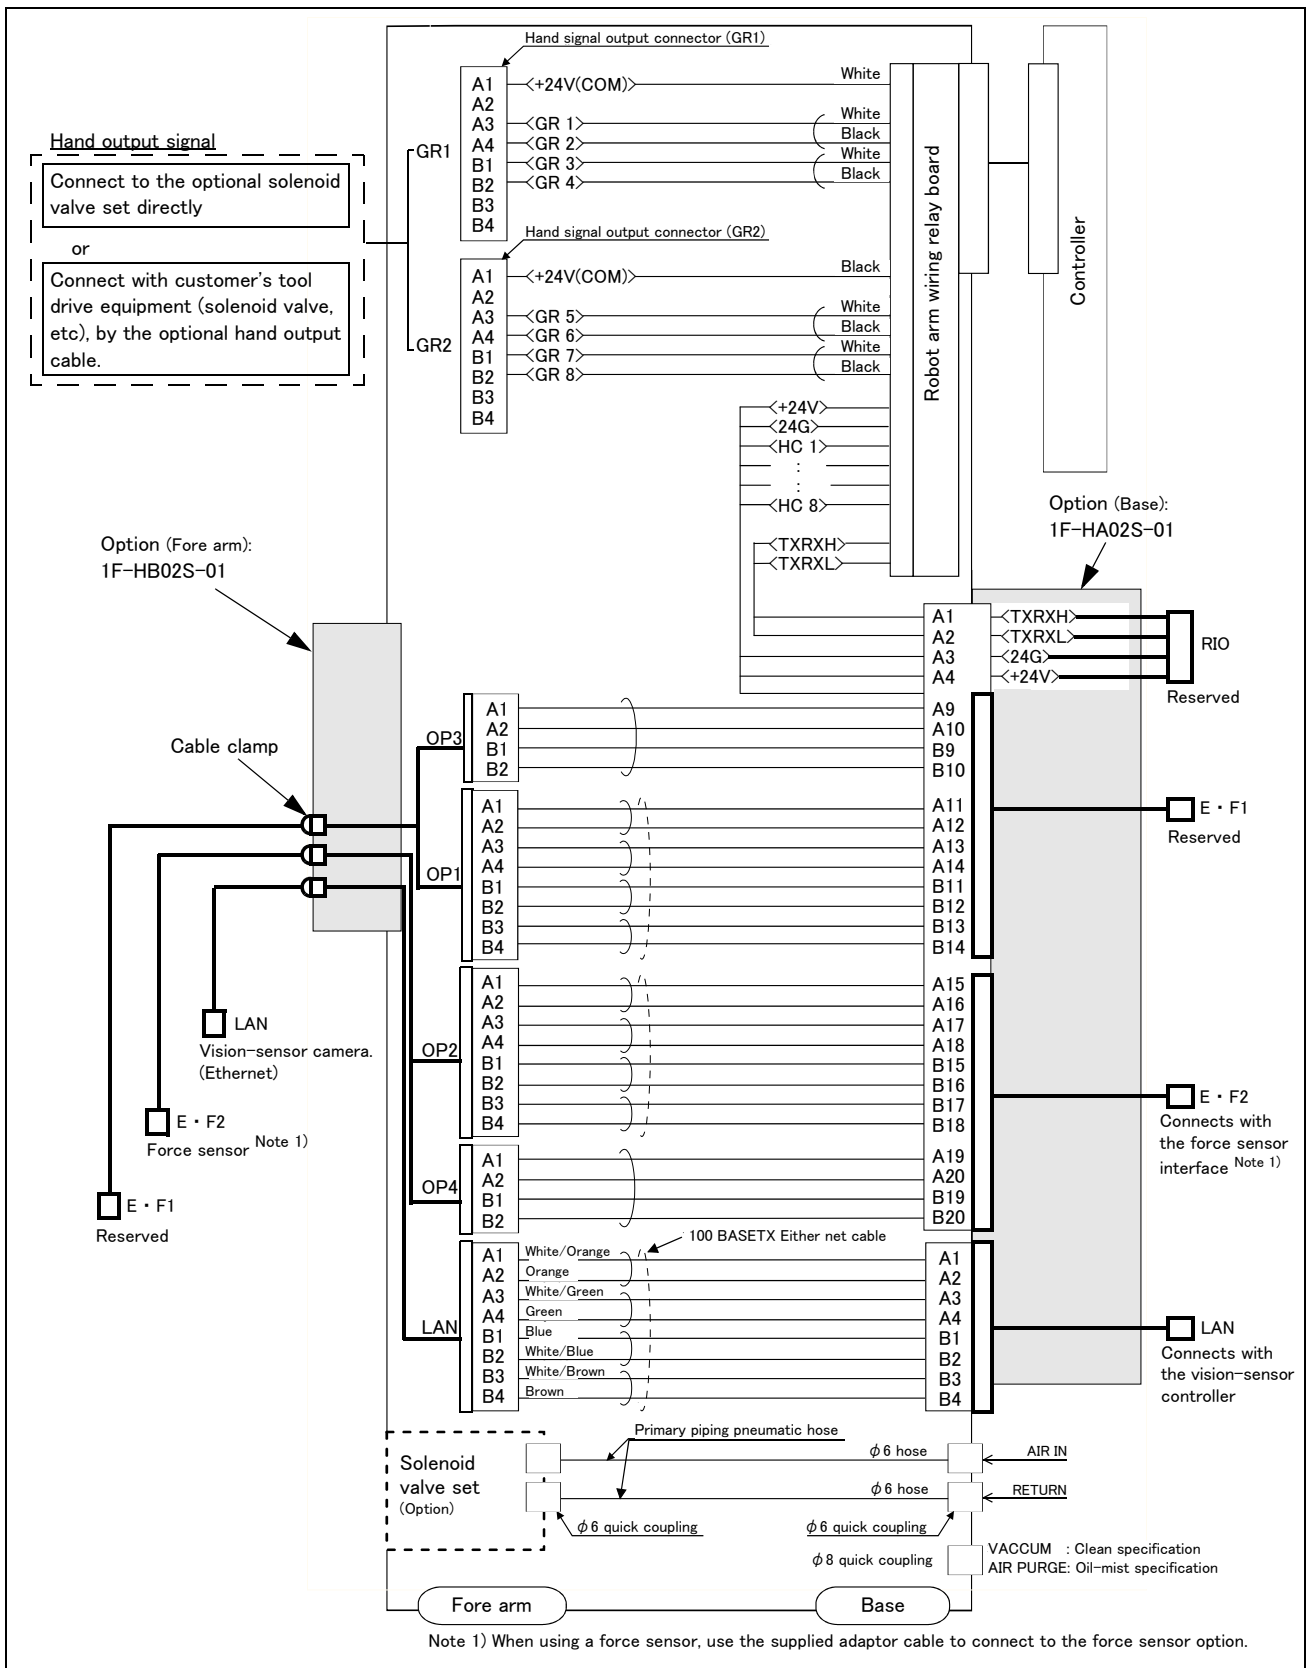 Hand signal output connector (GR1)
A1 <+24V(COM)> White
A2
A3 <GR 1> White
A4 <GR 2> Black
B1 <GR 3> White
B2 <GR 4> Black
B3
B4
GR1
Hand output signal
Connect to the optional solenoid
valve set directly
or
Connect with customer's tool
drive equipment (solenoid valve,
etc), by the optional hand output
cable.
Hand signal output connector (GR2)
A1 <+24V(COM)> Black
A2
A3 <GR 5> White
A4 <GR 6> Black
B1 <GR 7> White
B2 <GR 8> Black
B3
B4
GR2
Robot arm wiring relay board
Controller
<+24V>
<24G>
<HC 1>
:
:
<HC 8>
<TXRXH>
<TXRXL>
Option (Base):
1F-HA02S-01
Option (Fore arm):
1F-HB02S-01
A1 <TXRXH>
A2 <TXRXL>
A3 <24G>
A4 <+24V>
RIO
Reserved
Cable clamp
OP3
A1 A9
A2 A10
B1 B9
B2 B10
OP1
A1 A11
A2 A12
A3 A13
A4 A14
B1 B11
B2 B12
B3 B13
B4 B14
E・F1
Reserved
OP2
A1 A15
A2 A16
A3 A17
A4 A18
B1 B15
B2 B16
B3 B17
B4 B18
LAN
Vision-sensor camera.
(Ethernet)
E・F2
Force sensor Note 1)
E・F1
Reserved
E・F2
Connects with
the force sensor
interface Note 1)
OP4
A1 A19
A2 A20
B1 B19
B2 B20
100 BASETX Either net cable
LAN
A1 White/Orange A1
A2 Orange A2
A3 White/Green A3
A4 Green A4
B1 Blue B1
B2 White/Blue B2
B3 White/Brown B3
B4 Brown B4
LAN
Connects with
the vision-sensor
controller
Primary piping pneumatic hose
Solenoid
valve set
(Option)
φ6 hose AIR IN
φ6 hose RETURN
φ6 quick coupling φ6 quick coupling
φ8 quick coupling
VACCUM : Clean specification
AIR PURGE: Oil-mist specification
Fore arm Base
Note 1) When using a force sensor, use the supplied adaptor cable to connect to the force sensor option.